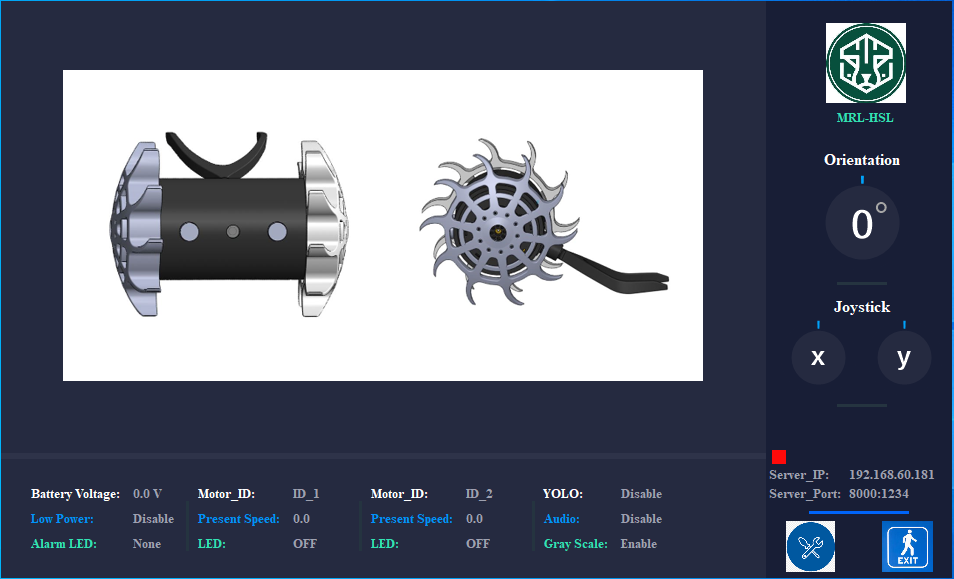 MRL-HSL
Orientation
0°
Joystick
x y
Server_IP: 192.168.60.181
Server_Port: 8000:1234
EXIT
Battery Voltage: 0.0 V Motor_ID: ID_1 Motor_ID: ID_2 YOLO: Disable
Low Power: Disable Present Speed: 0.0 Present Speed: 0.0 Audio: Disable
Alarm LED: None LED: OFF LED: OFF Gray Scale: Enable